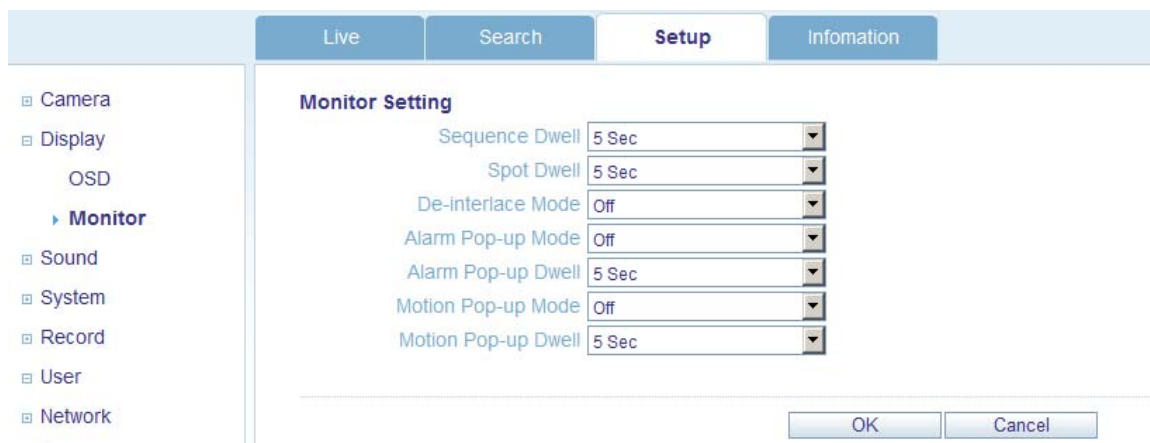 Live Search Setup Infomation
Camera
Display
OSD
Monitor
Sound
System
Record
User
Network
Monitor Setting
Sequence Dwell 5 Sec
Spot Dwell 5 Sec
De-interlace Mode Off
Alarm Pop-up Mode Off
Alarm Pop-up Dwell 5 Sec
Motion Pop-up Mode Off
Motion Pop-up Dwell 5 Sec
OK Cancel